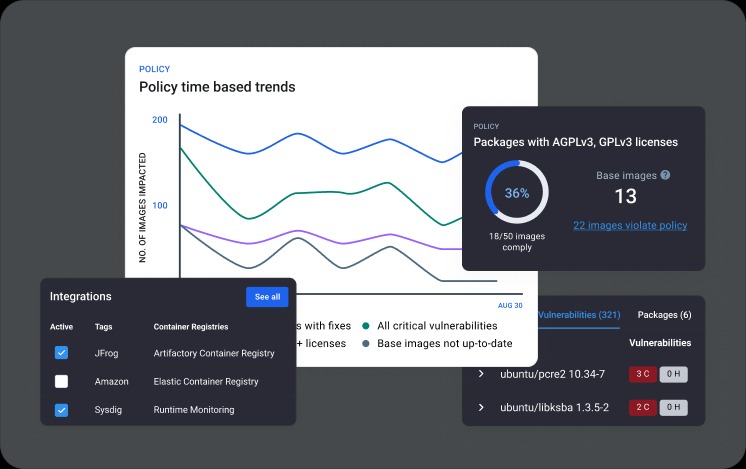 POLICY
Policy time based trends
200
100
NO. OF IMAGES IMPACTED
AUG 30
s with fixes
All critical vulnerabilities
+ licenses
Base images not up-to-date
POLICY
Packages with AGPLv3, GPLv3 licenses
36%
18/50 images
comply
Base images ?
13
22 images violate policy
Integrations
See all
Active Tags Container Registries
JFrog Artifactory Container Registry
Amazon Elastic Container Registry
Sysdig Runtime Monitoring
Vulnerabilities (321) Packages (6)
Vulnerabilities
ubuntu/pcre2 10.34-7 3 C 0 H
ubuntu/libksba 1.3.5-2 2 C 0 H